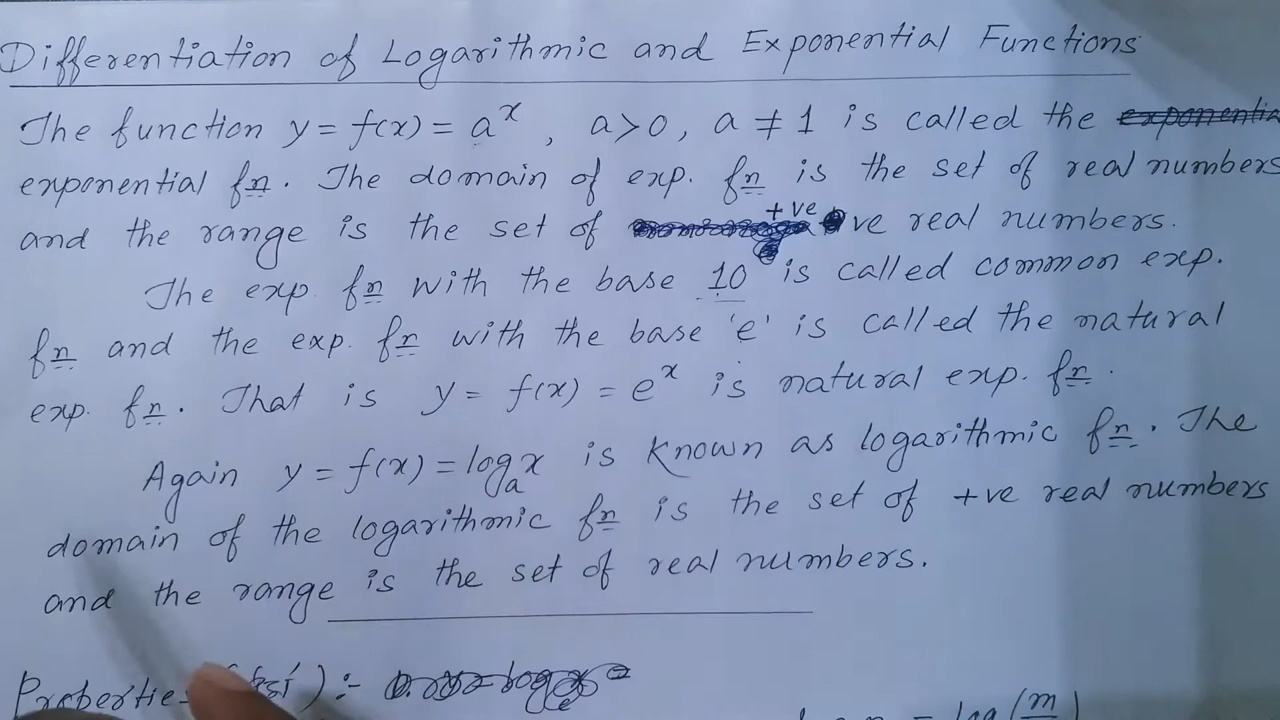 Differentiation of Logarithmic and Exponential Functions
The function y = f(x) = a^x , a>0, a ≠ 1 is called the exponentia
exponential fn. The domain of exp. fn is the set of real numbers
and the range is the set of +ve ve real numbers.
The exp. fn with the base 10 is called common exp.
fn and the exp. fn with the base 'e' is called the natural
exp. fn. That is y = f(x) = e^x is natural exp. fn.
Again y = f(x) = log_a x is known as logarithmic fn. The
domain of the logarithmic fn is the set of +ve real numbers
and the range is the set of real numbers.
Propertie :-
= log(m